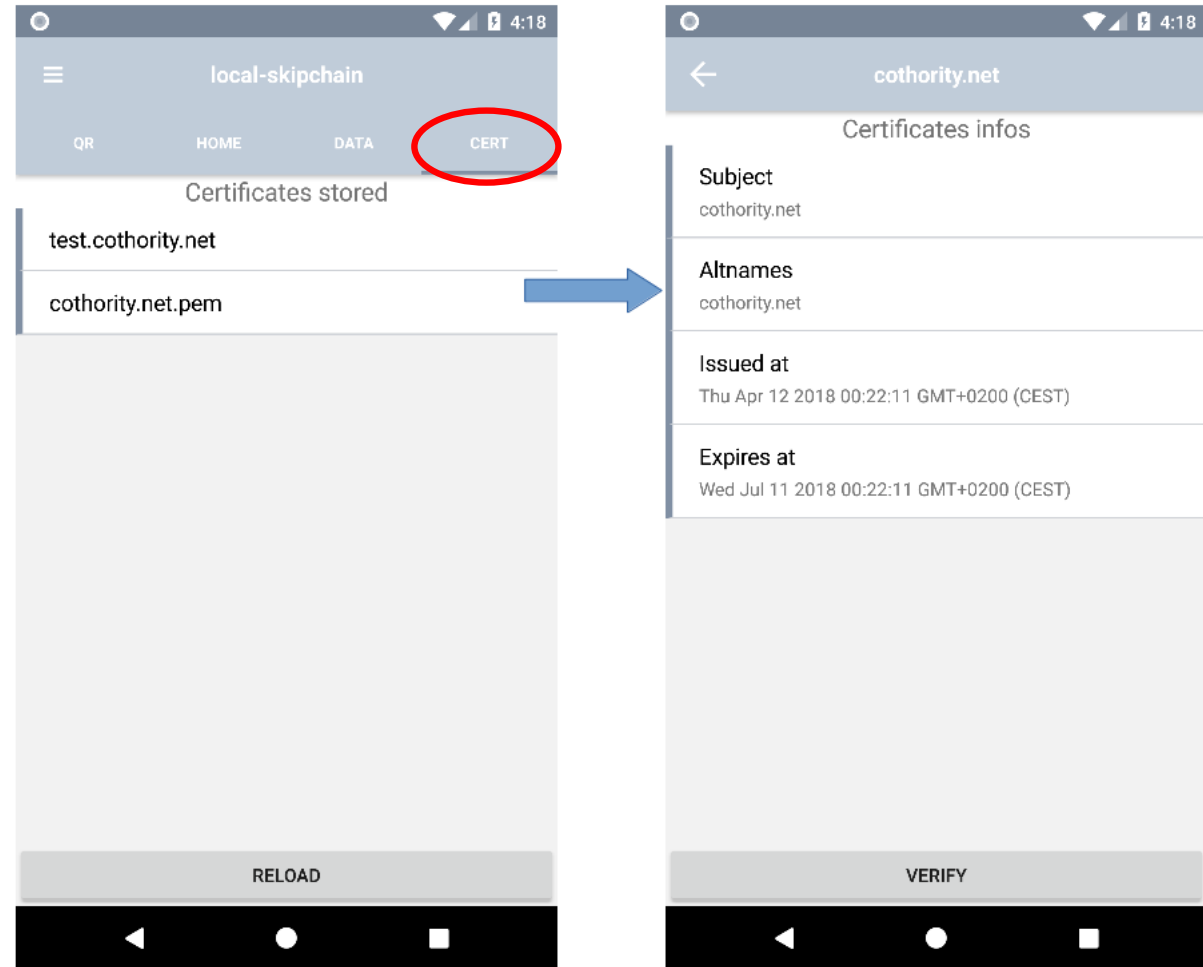 4:18
local-skipchain
QR HOME DATA CERT
Certificates stored
test.cothority.net
cothority.net.pem
RELOAD
4:18
cothority.net
Certificates infos
Subject
cothority.net
Altnames
cothority.net
Issued at
Thu Apr 12 2018 00:22:11 GMT+0200 (CEST)
Expires at
Wed Jul 11 2018 00:22:11 GMT+0200 (CEST)
VERIFY